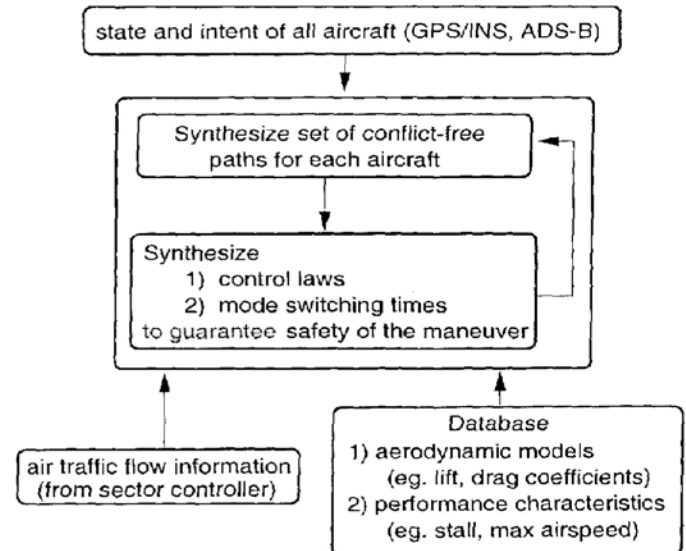 state and intent of all aircraft (GPS/INS, ADS-B)
Synthesize set of conflict-free
paths for each aircraft
Synthesize
1) control laws
2) mode switching times
to guarantee safety of the maneuver
air traffic flow information
(from sector controller)
Database
1) aerodynamic models
(eg. lift, drag coefficients)
2) performance characteristics
(eg. stall, max airspeed)